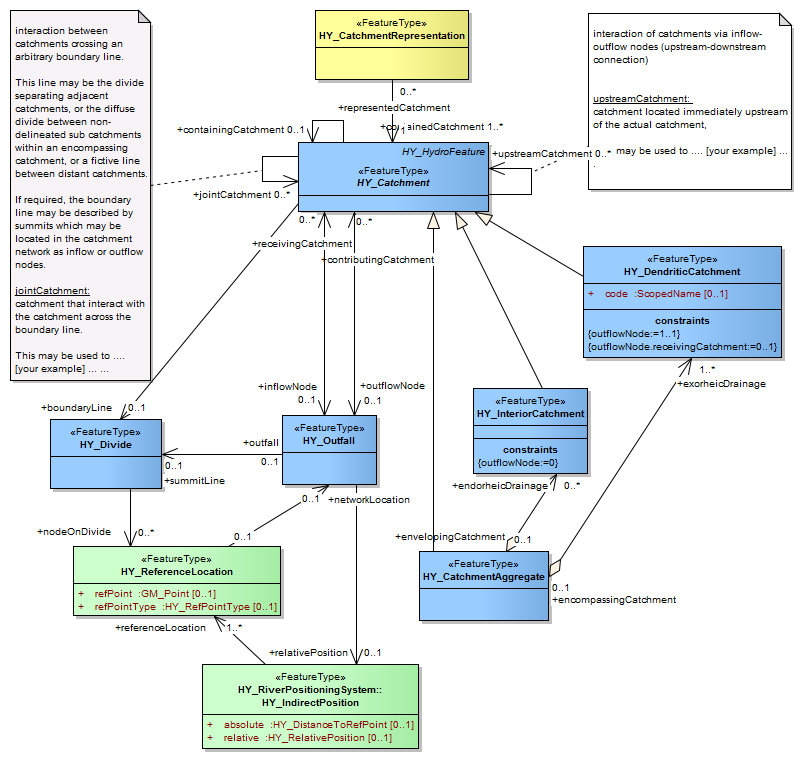 interaction between
catchments crossing an
arbitrary boundary line.
This line may be the divide
separating adjacent
catchments, or the diffuse
divide between non-
delineated sub catchments
within an encompassing
catchment, or a fictive line
between distant catchments.
If required, the boundary
line may be described by
summits which may be
located in the catchment
network as inflow or outflow
nodes.
jointCatchment:
catchment that interact with
the catchment across the
boundary line.
This may be used to ....
[your example] ... ...
«FeatureType»
HY_CatchmentRepresentation
interaction of catchments via inflow-
outflow nodes (upstream-downstream
connection)
upstreamCatchment:
catchment located immediately upstream
of the actual catchment,
may be used to .... [your example] ...
.
0..*
+representedCatchment
+containingCatchment 0..1
1
ainedCatchment 1..*
HY_HydroFeature
«FeatureType»
HY_Catchment
+upstreamCatchment 0..*
+jointCatchment 0..*
0..*
0..*
+receivingCatchment
+contributingCatchment
«FeatureType»
HY_DendriticCatchment
+ code :ScopedName [0..1]
constraints
{outflowNode:=1..1}
{outflowNode.receivingCatchment:=0..1}
1..*
+exorheicDrainage
+inflowNode
0..1
+outflowNode
0..1
+boundaryLine
0..1
«FeatureType»
HY_Divide
«FeatureType»
HY_Outfall
+outfall
0..1
0..1
+summitLine
«FeatureType»
HY_InteriorCatchment
constraints
{outflowNode:=0}
+endorheicDrainage
0..*
0..1
+networkLocation
+nodeOnDivide
0..*
0..1
+envelopingCatchment
0..1
«FeatureType»
HY_CatchmentAggregate
0..1
+encompassingCatchment
«FeatureType»
HY_ReferenceLocation
+ refPoint :GM_Point [0..1]
+ refPointType :HY_RefPointType [0..1]
+referenceLocation
1..*
+relativePosition
0..1
«FeatureType»
HY_RiverPositioningSystem::
HY_IndirectPosition
+ absolute :HY_DistanceToRefPoint [0..1]
+ relative :HY_RelativePosition [0..1]